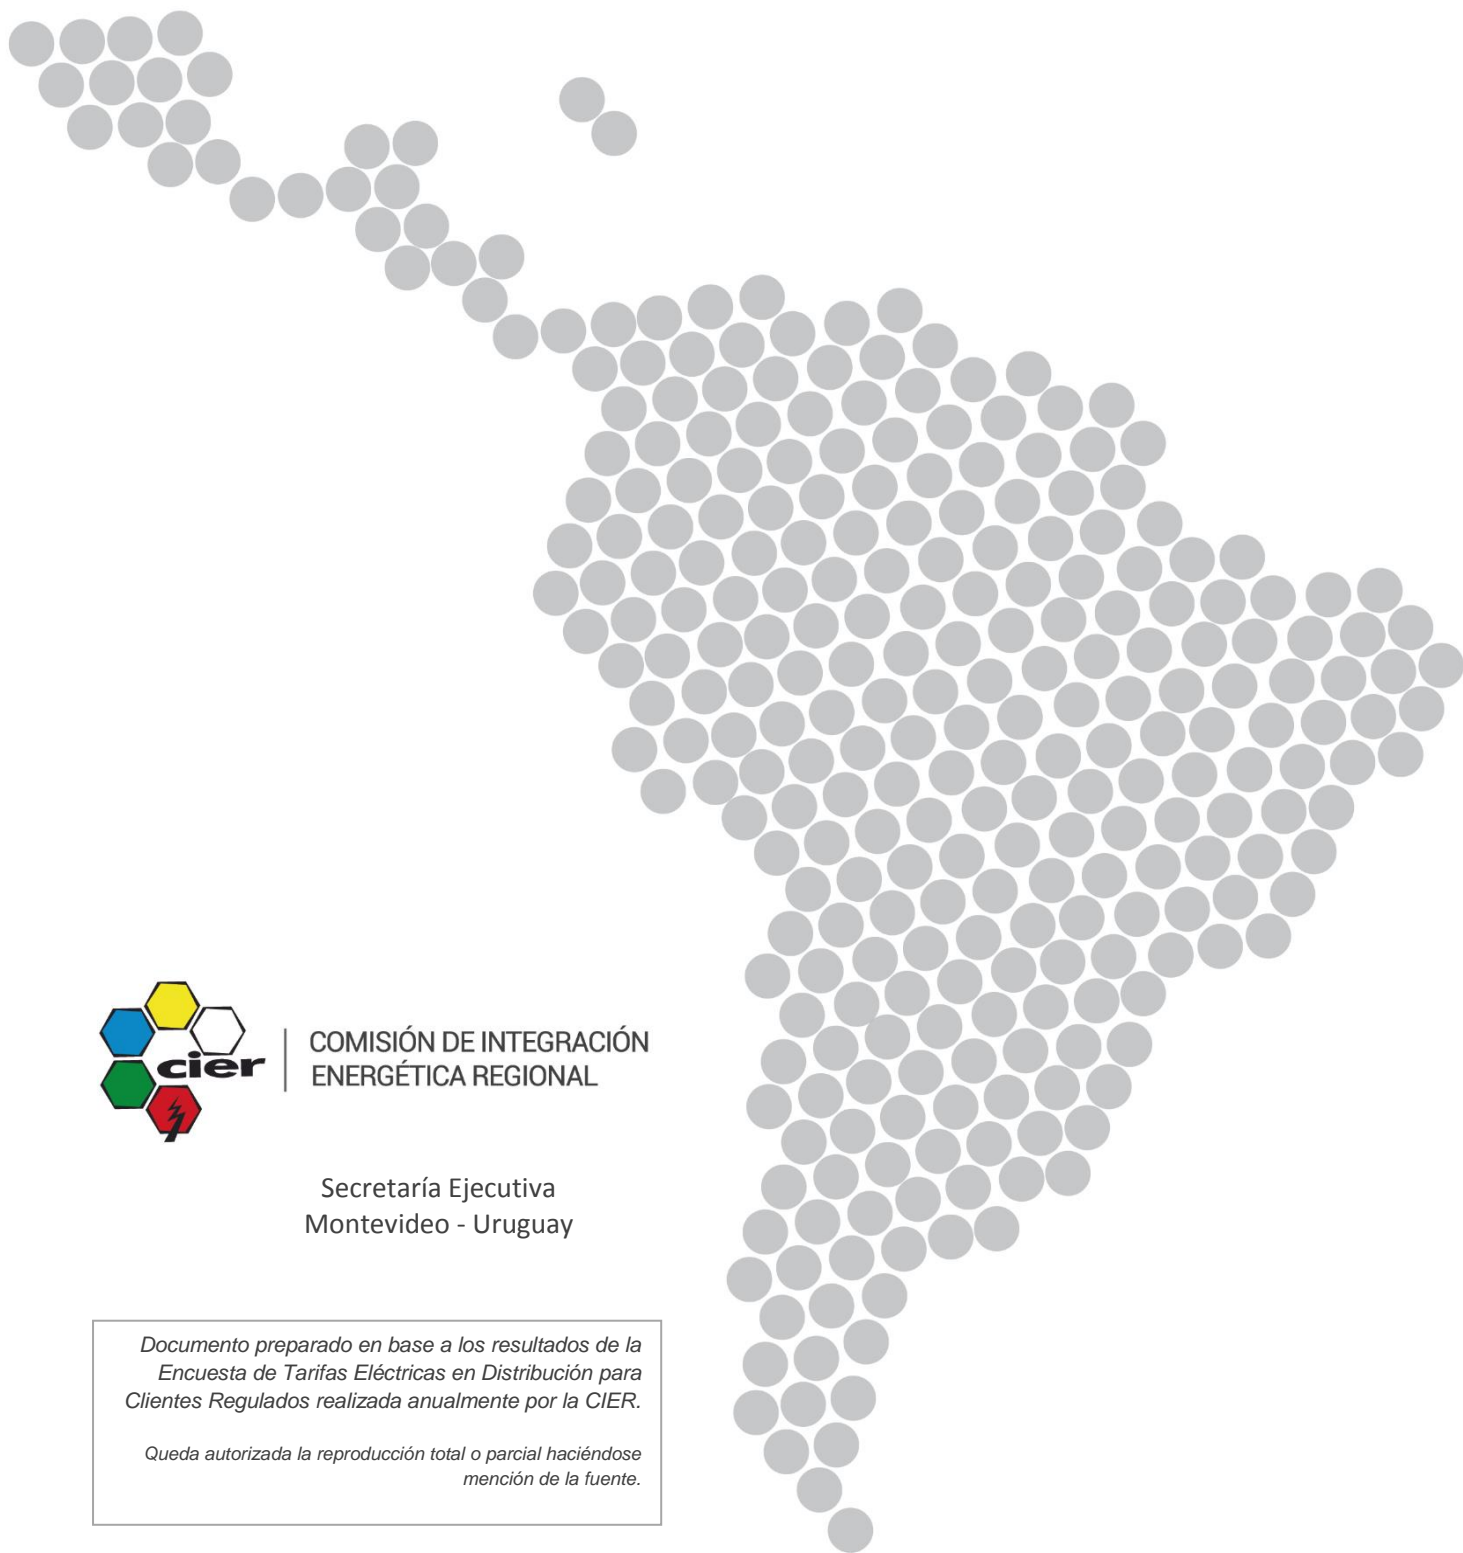 cier
COMISIÓN DE INTEGRACIÓN
ENERGÉTICA REGIONAL
Secretaría Ejecutiva
Montevideo - Uruguay
Documento preparado en base a los resultados de la
Encuesta de Tarifas Eléctricas en Distribución para
Clientes Regulados realizada anualmente por la CIER.
Queda autorizada la reproducción total o parcial haciéndose
mención de la fuente.